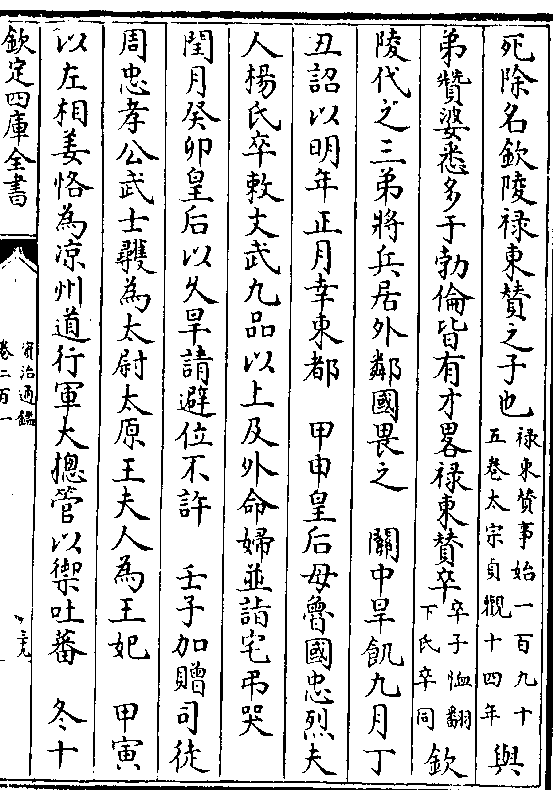 死除名欽陵禄東賛之子也禄東賛事始一百九十五卷太宗貞觀十四年與
弟贊婆悉多于勃倫皆有才畧禄東賛卒卒子恤翻下氏卒同欽
陵代之三弟將兵居外鄰國畏之　關中旱飢九月丁
丑詔以明年正月幸東都　甲申皇后母魯國忠烈夫
人楊氏卒敕文武九品以上及外命婦並詣宅弔哭
閏月癸卯皇后以久旱請避位不許　壬子加贈司徒
周忠孝公武士彠為太尉太原王夫人為王妃　甲寅
以左相姜恪為凉州道行軍大摠管以禦吐蕃　冬十
欽定四庫全書
資治通鑑
卷二百一